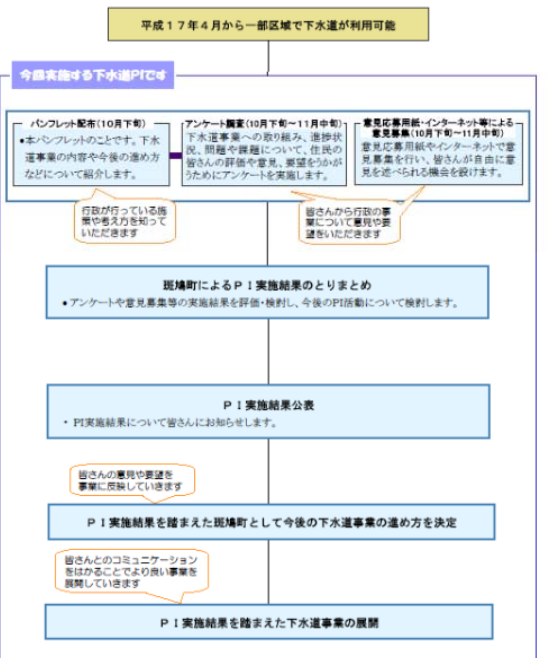 平成１７年４月から一部区域で下水道が利用可能
今回実施する下水道PIです
パンフレット配布(１０月下旬)
●本パンフレットのことです。下水
道事業の内容や今後の進め方
などについて紹介します。
アンケート調査(10月下旬～11月中旬)
下水道事業への取り組み、進捗状
況、問題や課題について、住民の
皆さんの評価や意見、要望をうかが
うためにアンケートを実施します。
意見応募用紙・インターネット等による
意見募集(10月下旬～11月中旬)
意見応募用紙やインターネットで意
見募集を行い、皆さんが自由に意
見を述べられる機会を設けます。
行政が行っている施
策や考え方を知って
いただきます
皆さんから行政の事
業について意見や要
望をいただきます
斑鳩町によるＰＩ実施結果のとりまとめ
●アンケートや意見募集等の実施結果を評価・検討し、今後のPI活動について検討します。
ＰＩ実施結果公表
・ PI実施結果について皆さんにお知らせします。
皆さんの意見や要望を
事業に反映していきます
ＰＩ実施結果を踏まえた斑鳩町として今後の下水道事業の進め方を決定
皆さんとのコミュニケーション
をはかることでより良い事業を
展開していきます
ＰＩ実施結果を踏まえた下水道事業の展開